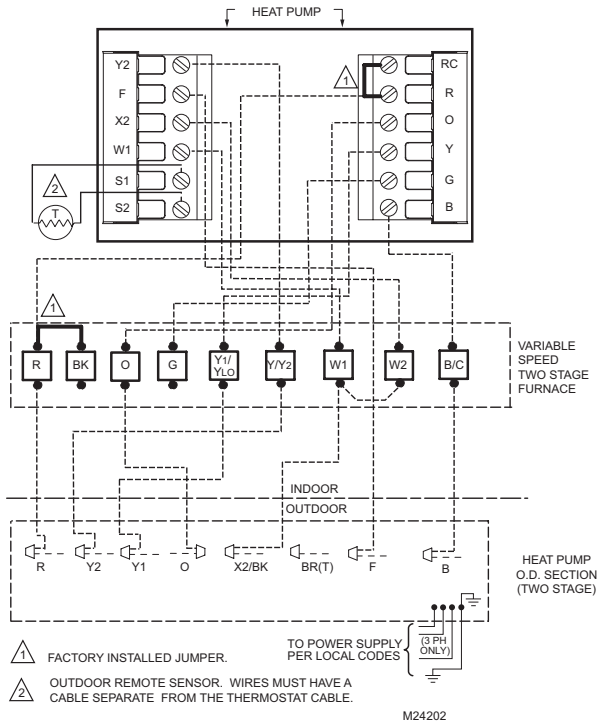 HEAT PUMP
Y2
F
X2
W1
S1
S2
RC
R
O
Y
G
B
1
2
T
1
R
BK
O
G
Y1/
YLO
Y/Y2
W1
W2
B/C
VARIABLE
SPEED
TWO STAGE
FURNACE
INDOOR
OUTDOOR
R
Y2
Y1
O
X2/BK
BR(T)
F
B
HEAT PUMP
O.D. SECTION
(TWO STAGE)
TO POWER SUPPLY
PER LOCAL CODES
(3 PH
ONLY)
1 FACTORY INSTALLED JUMPER.
2 OUTDOOR REMOTE SENSOR. WIRES MUST HAVE A
CABLE SEPARATE FROM THE THERMOSTAT CABLE.
M24202